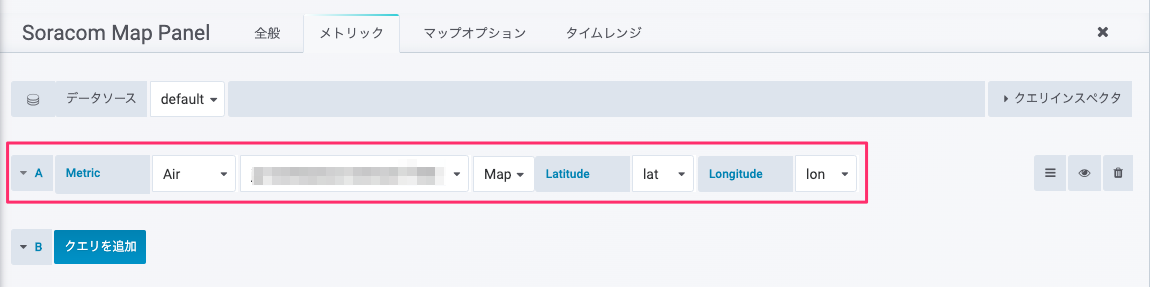 Soracom Map Panel 全般 メトリック マップオプション タイムレンジ
データソース default クエリインスペクタ
A Metric Air Map Latitude lat Longitude lon
B クエリを追加